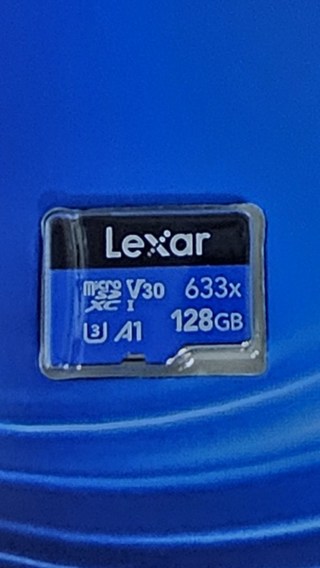 Lexar
micro SD XC I V30 633x
U3 A1 128GB